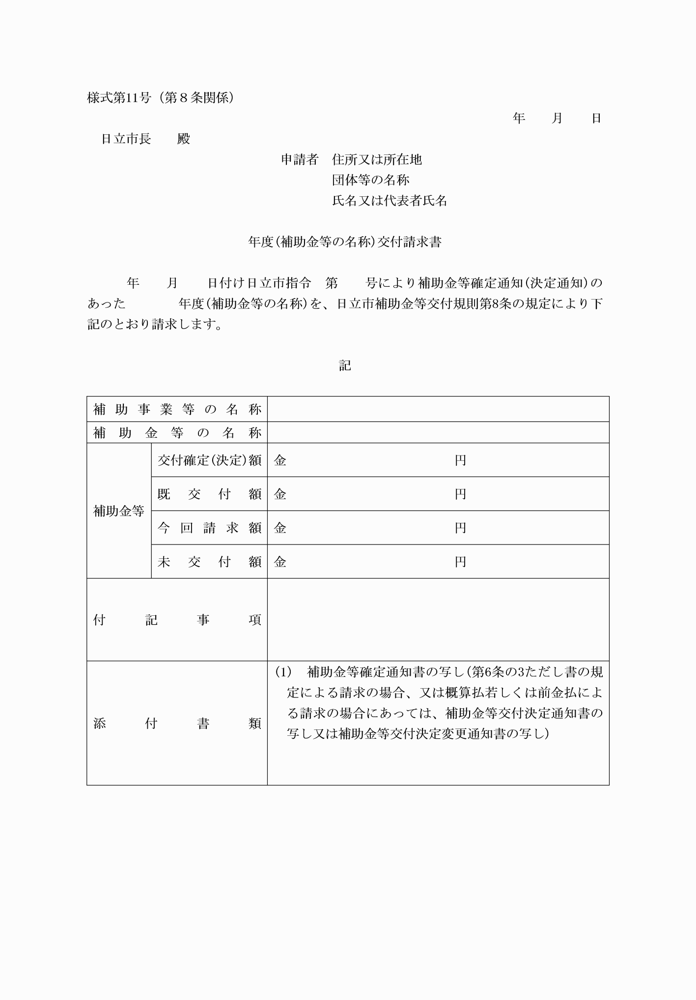 様式第11号（第８条関係）
年　　月　　日
日立市長　　殿
申請者　住所又は所在地
団体等の名称
氏名又は代表者氏名
年度(補助金等の名称)交付請求書
年　　月　　日付け日立市指令　第　　号により補助金等確定通知(決定通知)の
あった　　　　年度(補助金等の名称)を、日立市補助金等交付規則第8条の規定により下
記のとおり請求します。
記
補助事業等の名称
補助金等の名称
補助金等
交付確定(決定)額　金　　円
既交付額　金　　円
今回請求額　金　　円
未交付額　金　　円
付記事項
添付書類
(1)　補助金等確定通知書の写し(第6条の3ただし書の規
定による請求の場合、又は概算払若しくは前金払によ
る請求の場合にあっては、補助金等交付決定通知書の
写し又は補助金等交付決定変更通知書の写し)